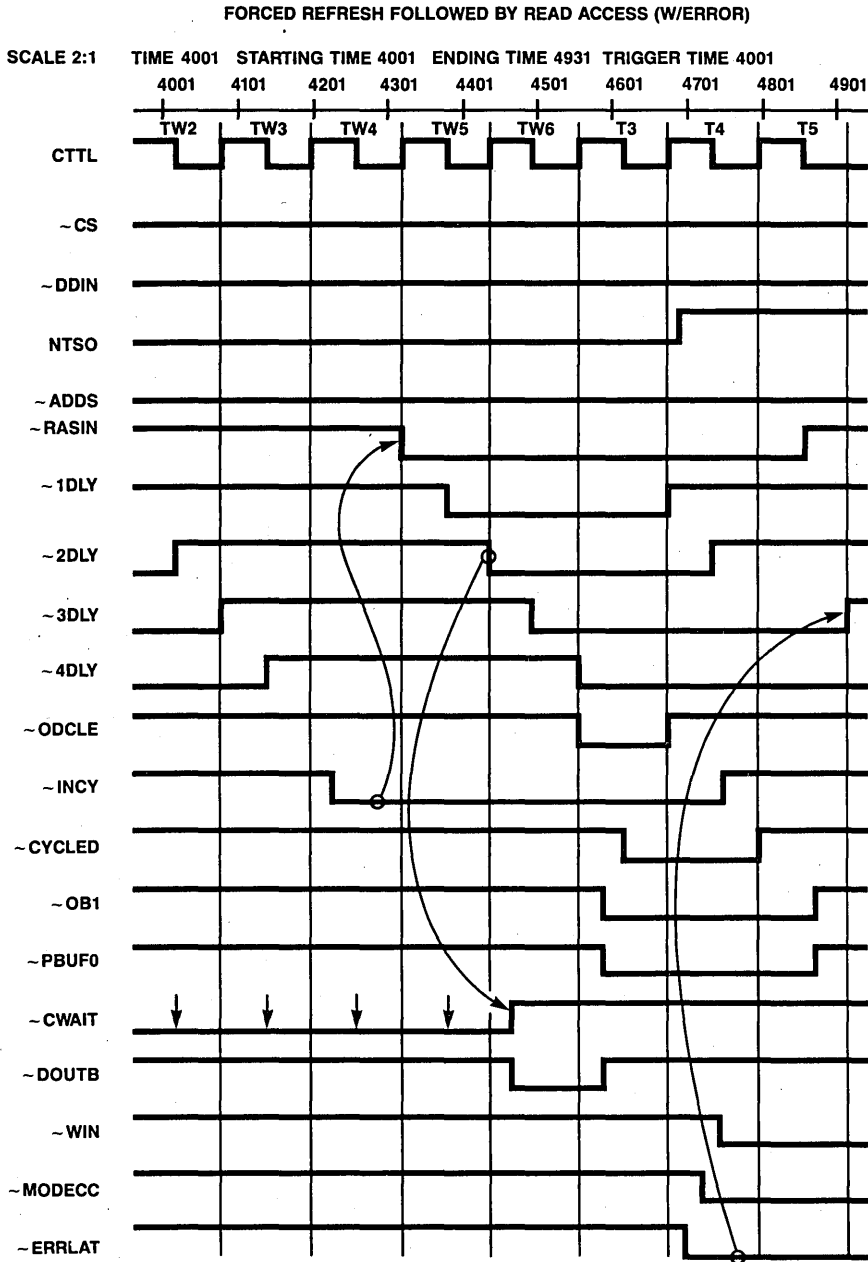 FORCED REFRESH FOLLOWED BY READ ACCESS (W/ERROR)
SCALE 2:1 TIME 4001 STARTING TIME 4001 ENDING TIME 4931 TRIGGER TIME 4001
4001 4101 4201 4301 4401 4501 4601 4701 4801 4901
TW2 TW3 TW4 TW5 TW6 T3 T4 T5
CTTL
~CS
~DDIN
NTSO
~ADDS
~RASIN
~1DLY
~2DLY
~3DLY
~4DLY
~ODCLE
~INCY
~CYCLED
~OB1
~PBUF0
~CWAIT
~DOUTB
~WIN
~MODECC
~ERRLAT